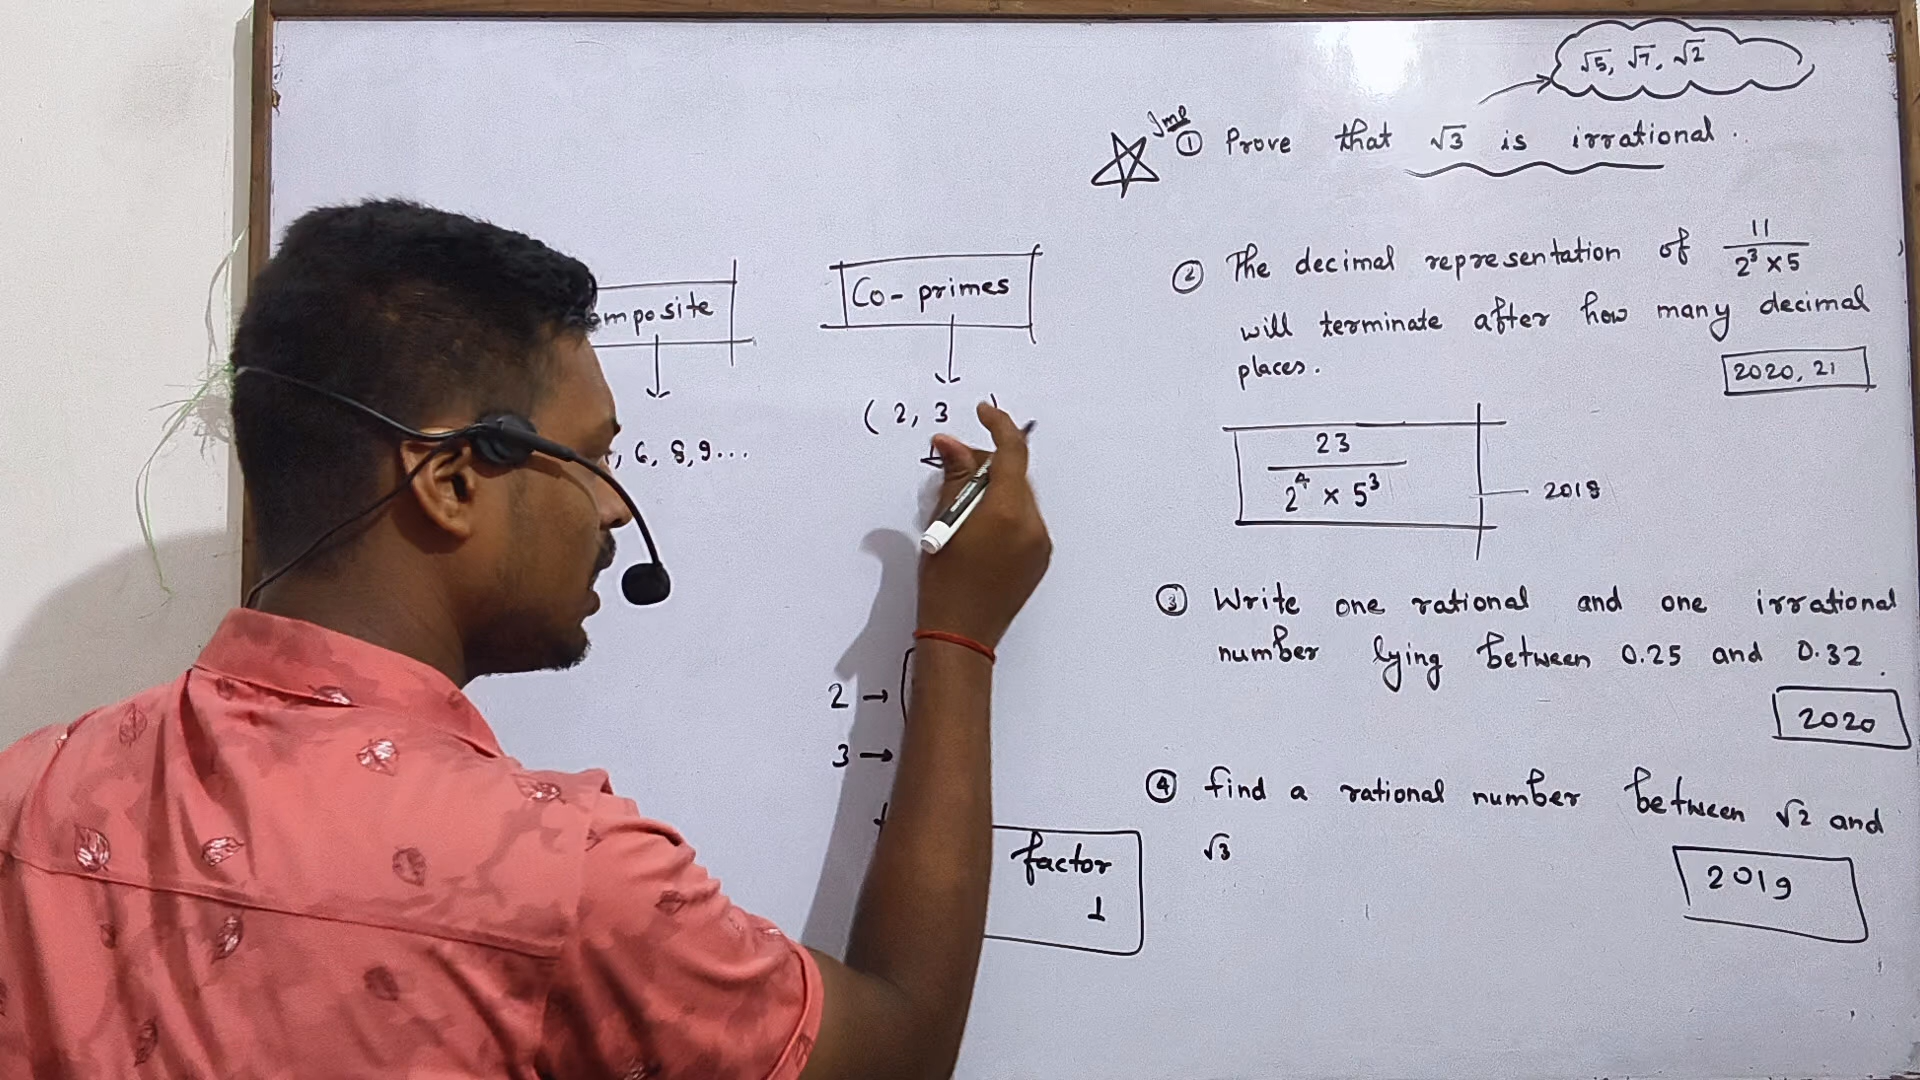 Co-primes
(2, 3 )
6, 8, 9...
2 →
3 →
factor
1
√5, √7, √2
Imp
① Prove that √3 is irrational.
② The decimal representation of 11/2³×5
will terminate after how many decimal
places.
2020, 21
23
2⁴ × 5³
2018
③ Write one rational and one irrational
number lying between 0.25 and 0.32.
2020
④ find a rational number between √2 and
√3
2019